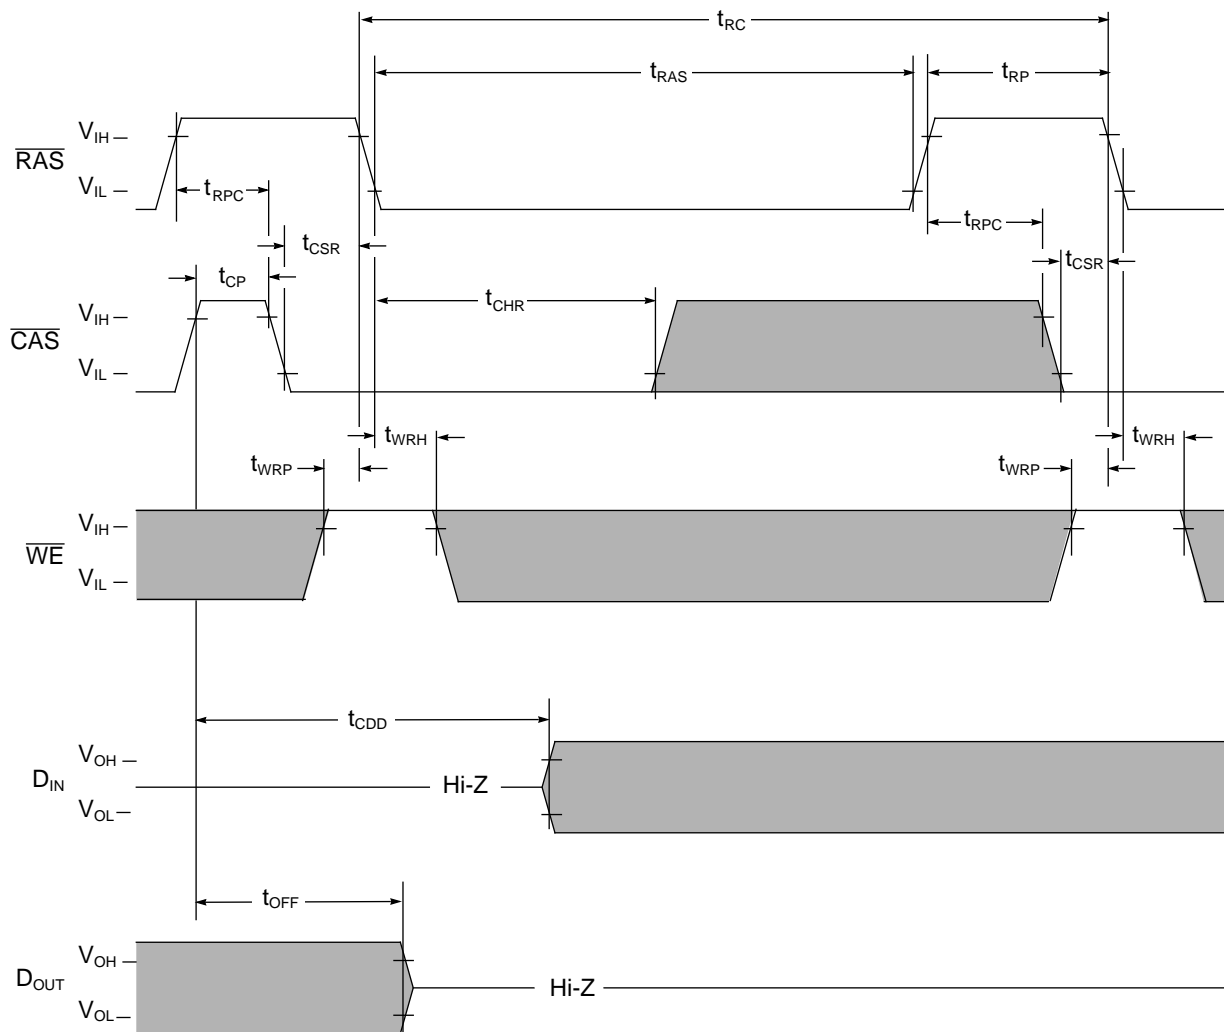 tRC
tRAS
tRP
VIH
RAS
VIL
tRPC
tRPC
tCSR
tCSR
tCP
tCHR
VIH
CAS
VIL
tWRH
tWRH
tWRP
tWRP
VIH
WE
VIL
tCDD
VOH
DIN
Hi-Z
VOL
tOFF
VOH
DOUT
Hi-Z
VOL